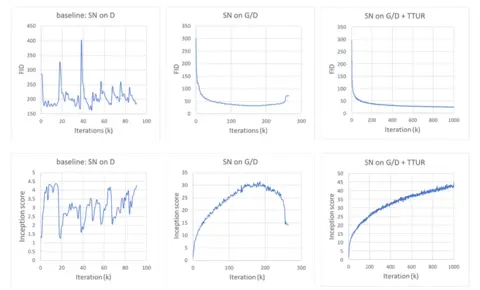 baseline: SN on D
SN on G/D
SN on G/D + TTUR
FID
450
400
350
300
250
200
150
0 20 40 60 80 100
Iterations (k)
FID
350
300
250
200
150
100
50
0
0 100 200 300
Iteration (k)
FID
350
300
250
200
150
100
50
0
0 200 400 600 800 1000
Iteration (k)
baseline: SN on D
SN on G/D
SN on G/D + TTUR
Inception score
5
4.5
4
3.5
3
2.5
2
1.5
1
0 20 40 60 80 100
Iteration (k)
Inception score
35
30
25
20
15
10
5
0
0 100 200 300
Iteration (k)
Inception score
50
45
40
35
30
25
20
15
10
5
0
0 200 400 600 800 1000
Iteration (k)